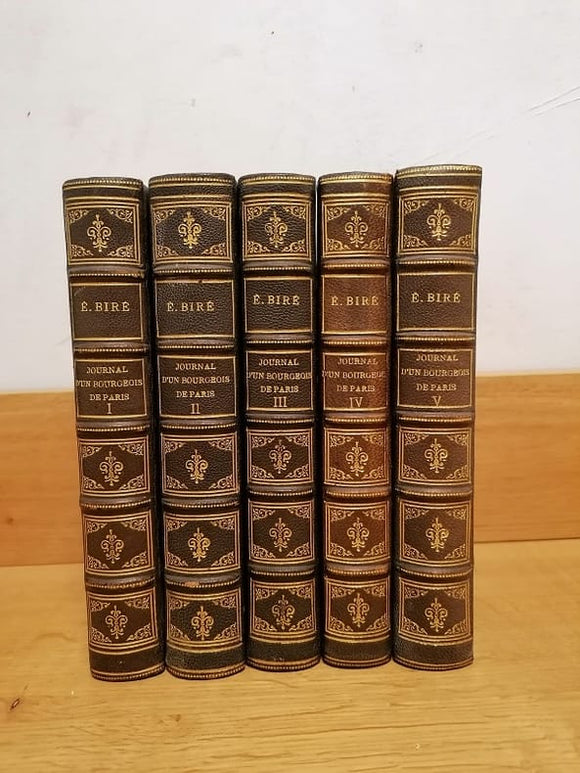 É. BIRÉ
JOURNAL
D'UN BOURGEOIS
DE PARIS
I
É. BIRÉ
JOURNAL
D'UN BOURGEOIS
DE PARIS
II
É. BIRÉ
JOURNAL
D'UN BOURGEOIS
DE PARIS
III
É. BIRÉ
JOURNAL
D'UN BOURGEOIS
DE PARIS
IV
É. BIRÉ
JOURNAL
D'UN BOURGEOIS
DE PARIS
V